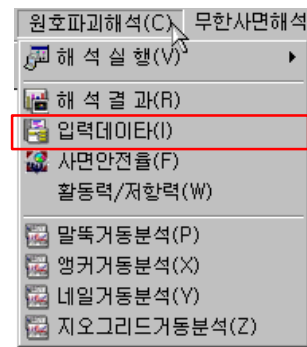 원호파괴해석(C) 무한사면해석
해 석 실 행(V)
해 석 결 과(R)
입력데이타(I)
사면안전율(F)
활동력/저항력(W)
말뚝거동분석(P)
앵커거동분석(X)
네일거동분석(Y)
지오그리드거동분석(Z)